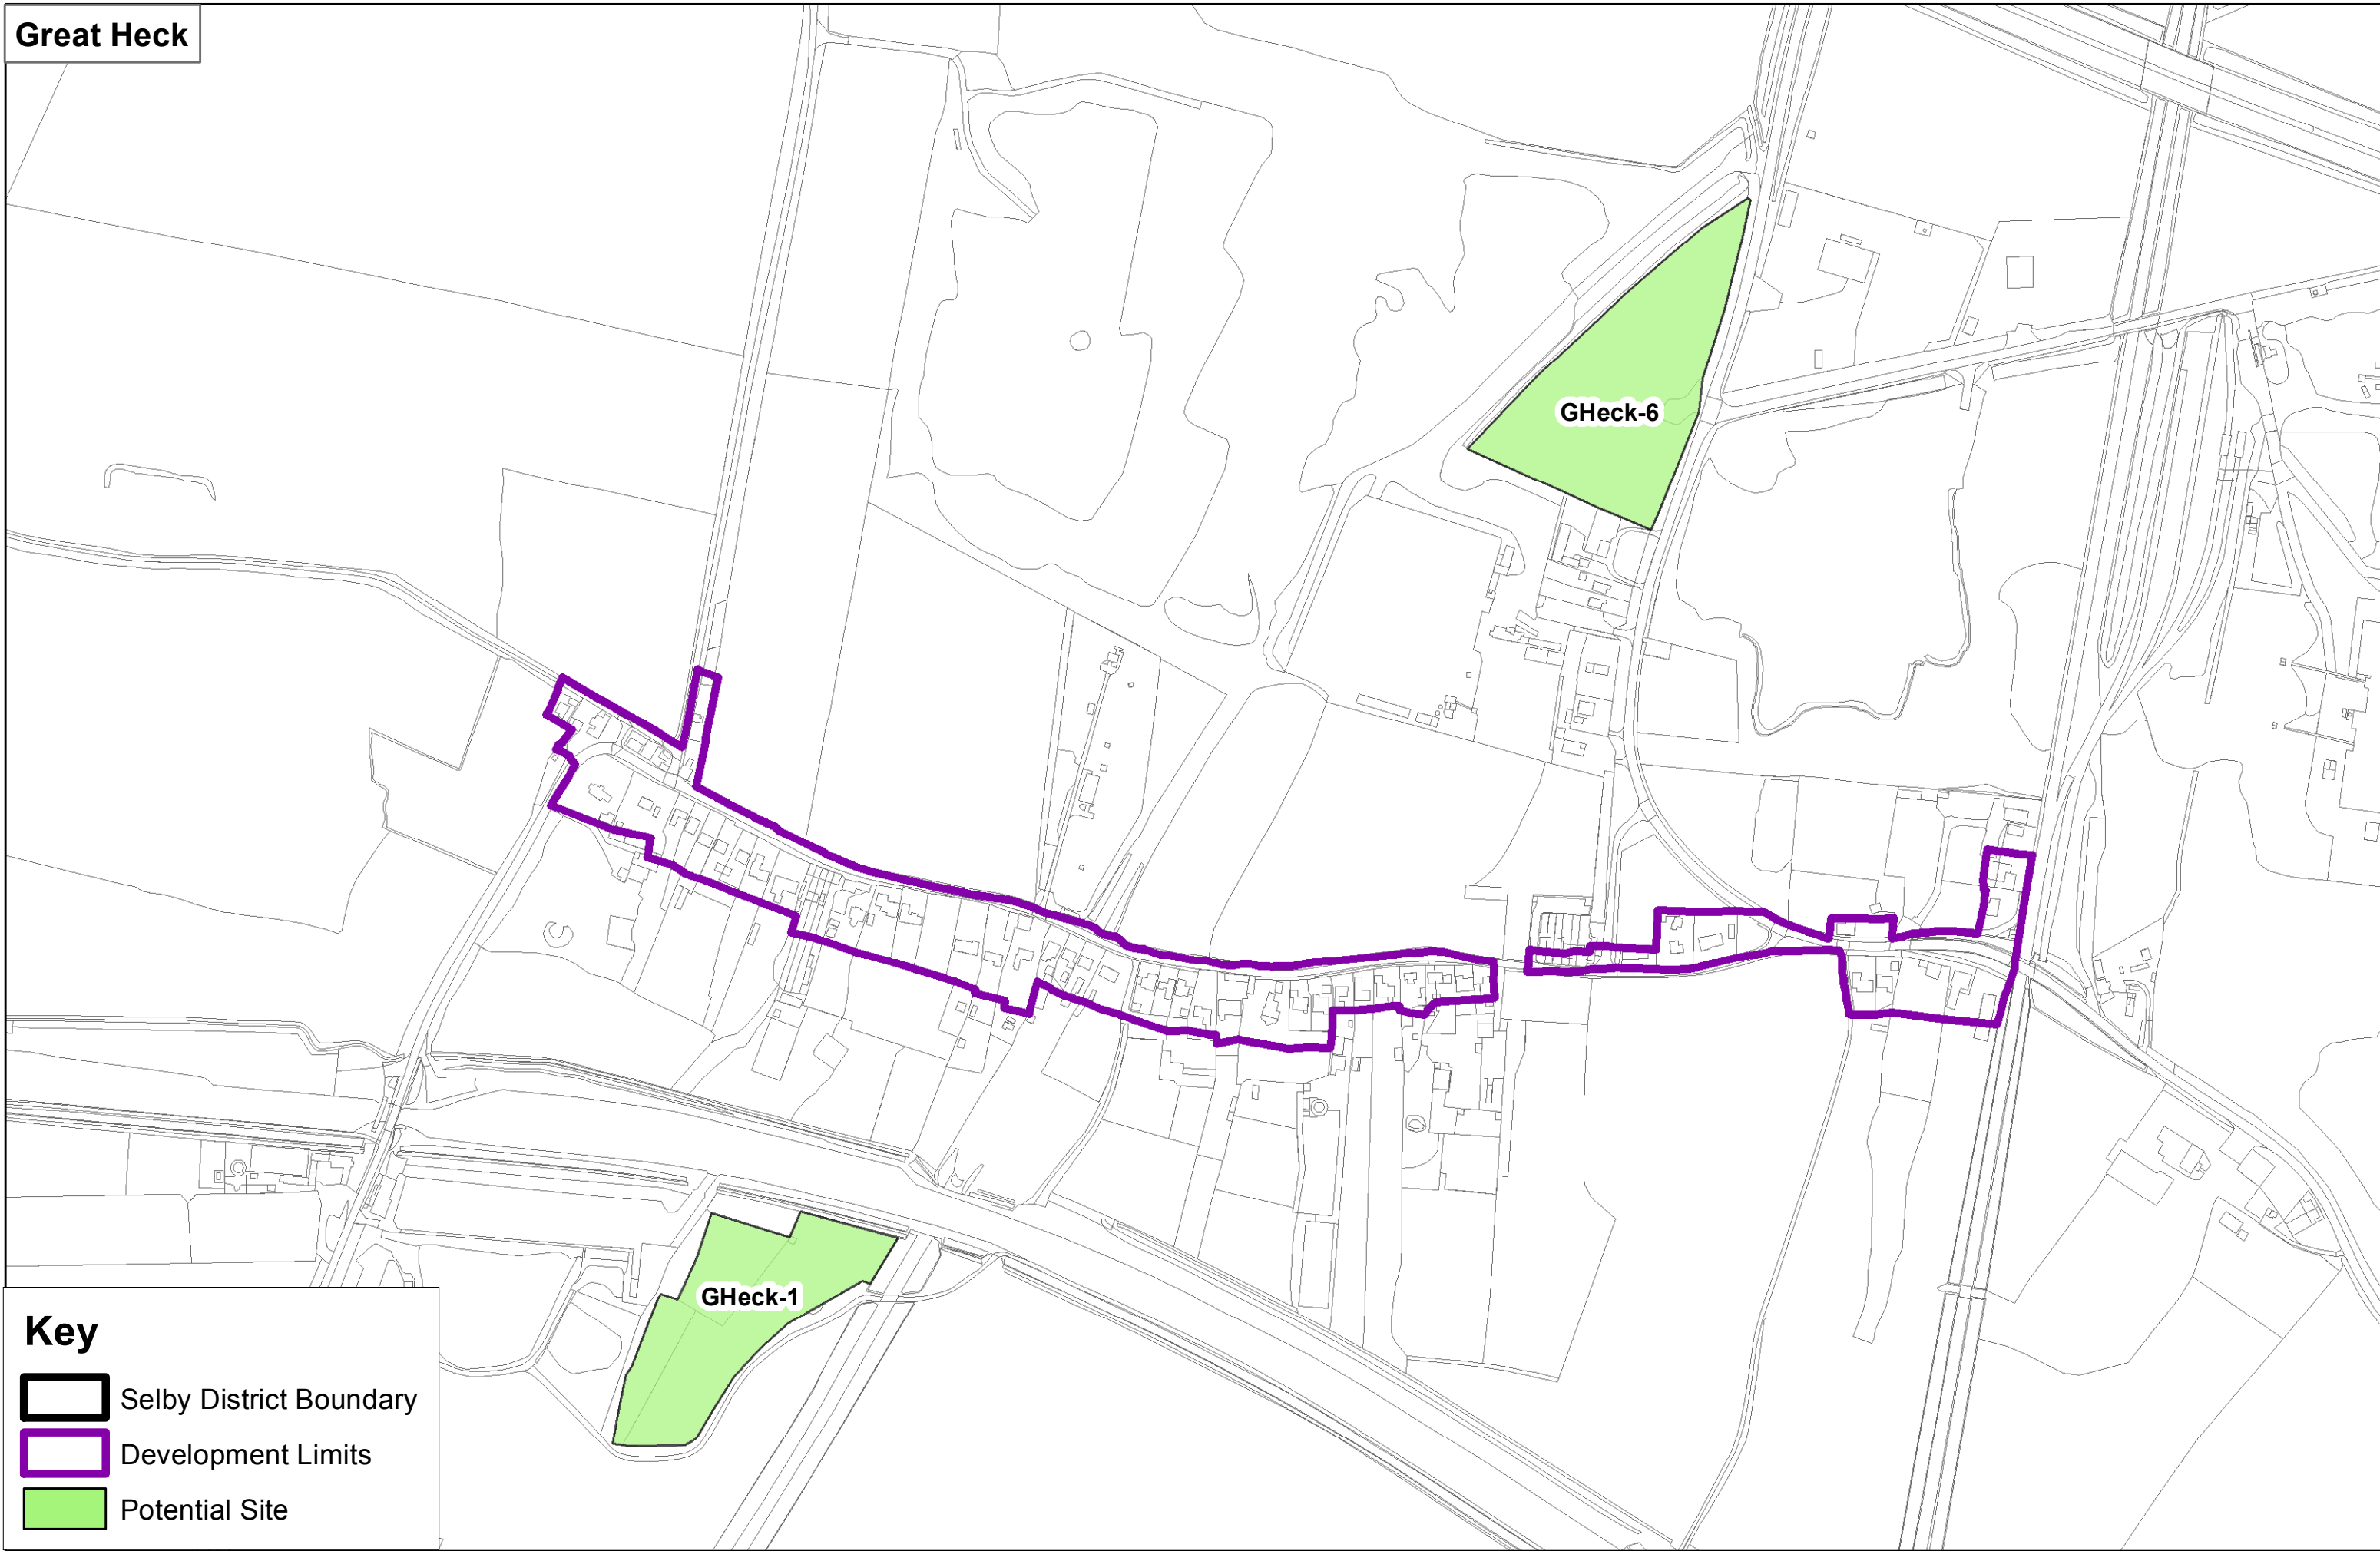 Great Heck
GHeck-6
GHeck-1
Key
Selby District Boundary
Development Limits
Potential Site